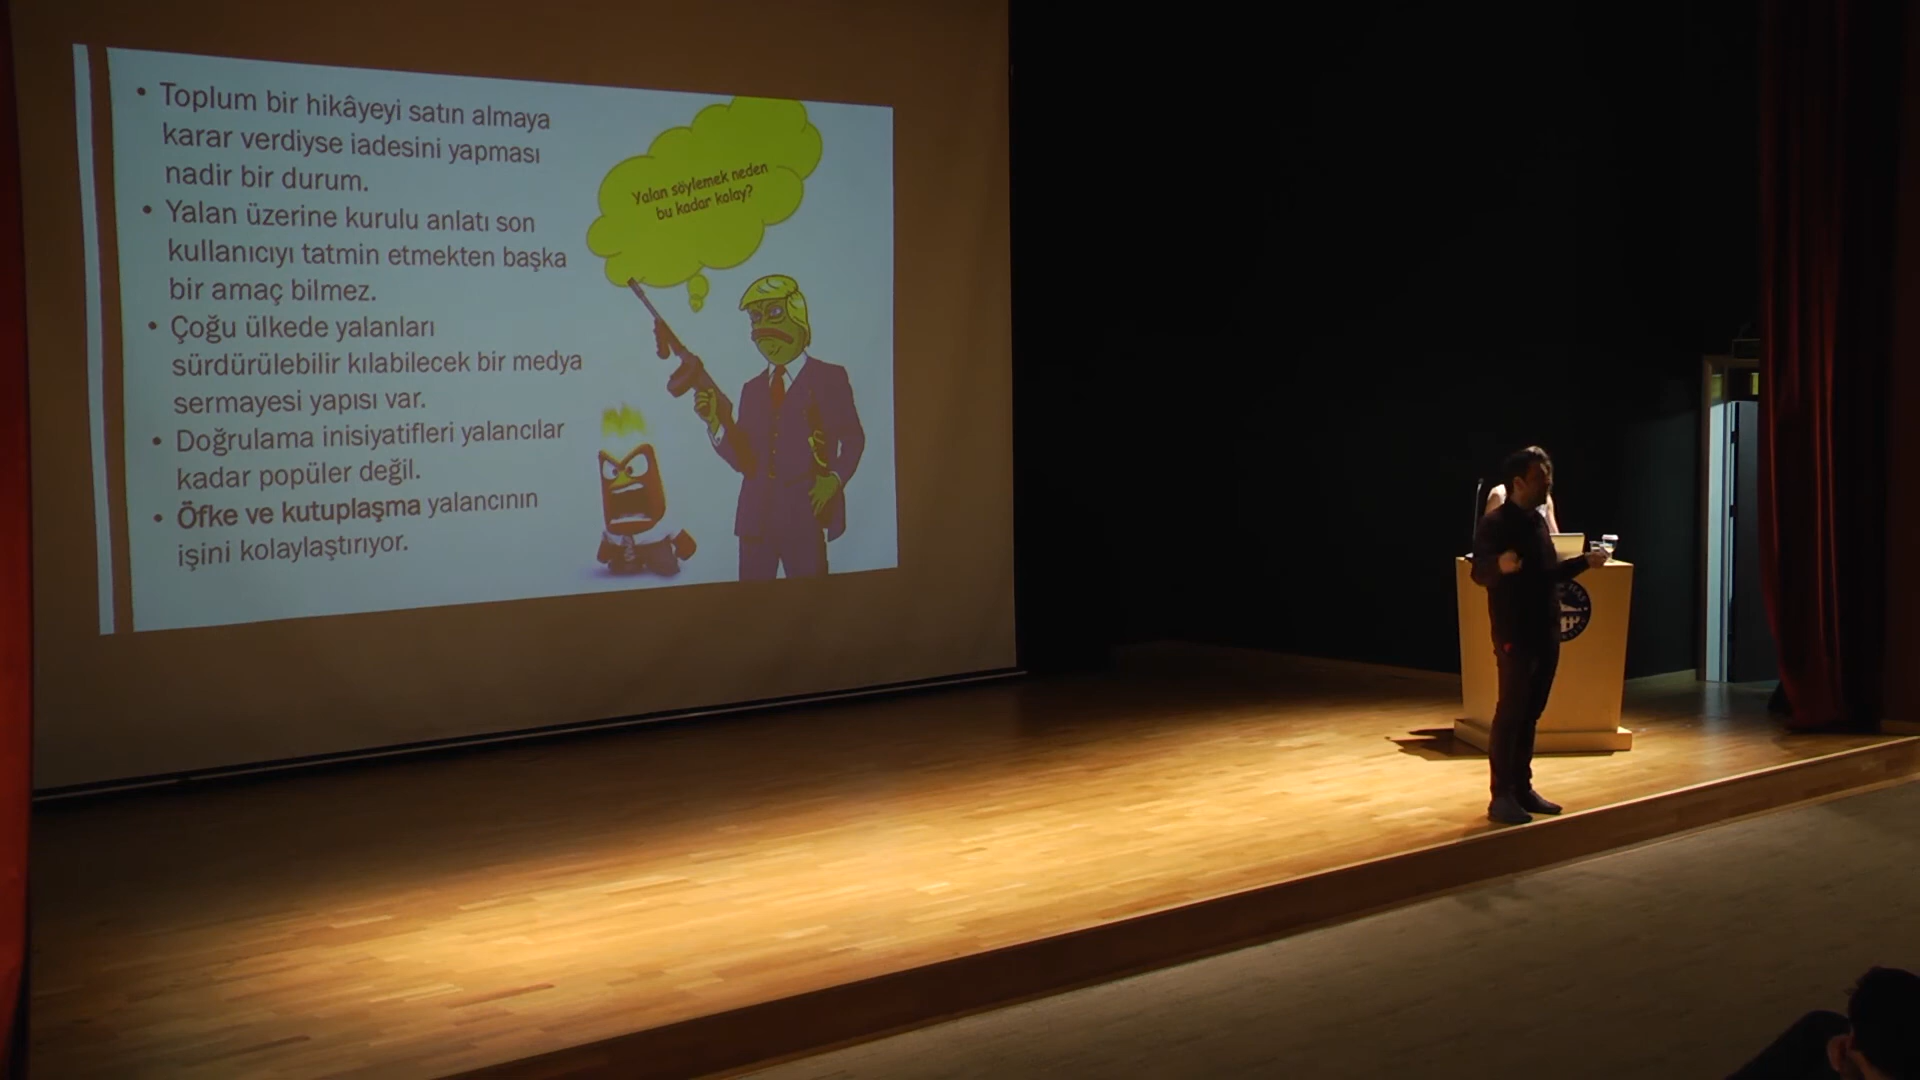 • Toplum bir hikâyeyi satın almaya
karar verdiyse iadesini yapması
nadir bir durum.
• Yalan üzerine kurulu anlatı son
kullanıcıyı tatmin etmekten başka
bir amaç bilmez.
• Çoğu ülkede yalanları
sürdürülebilir kılabilecek bir medya
sermayesi yapısı var.
• Doğrulama inisiyatifleri yalancılar
kadar popüler değil.
• Öfke ve kutuplaşma yalancının
işini kolaylaştırıyor.
Yalan söylemek neden
bu kadar kolay?